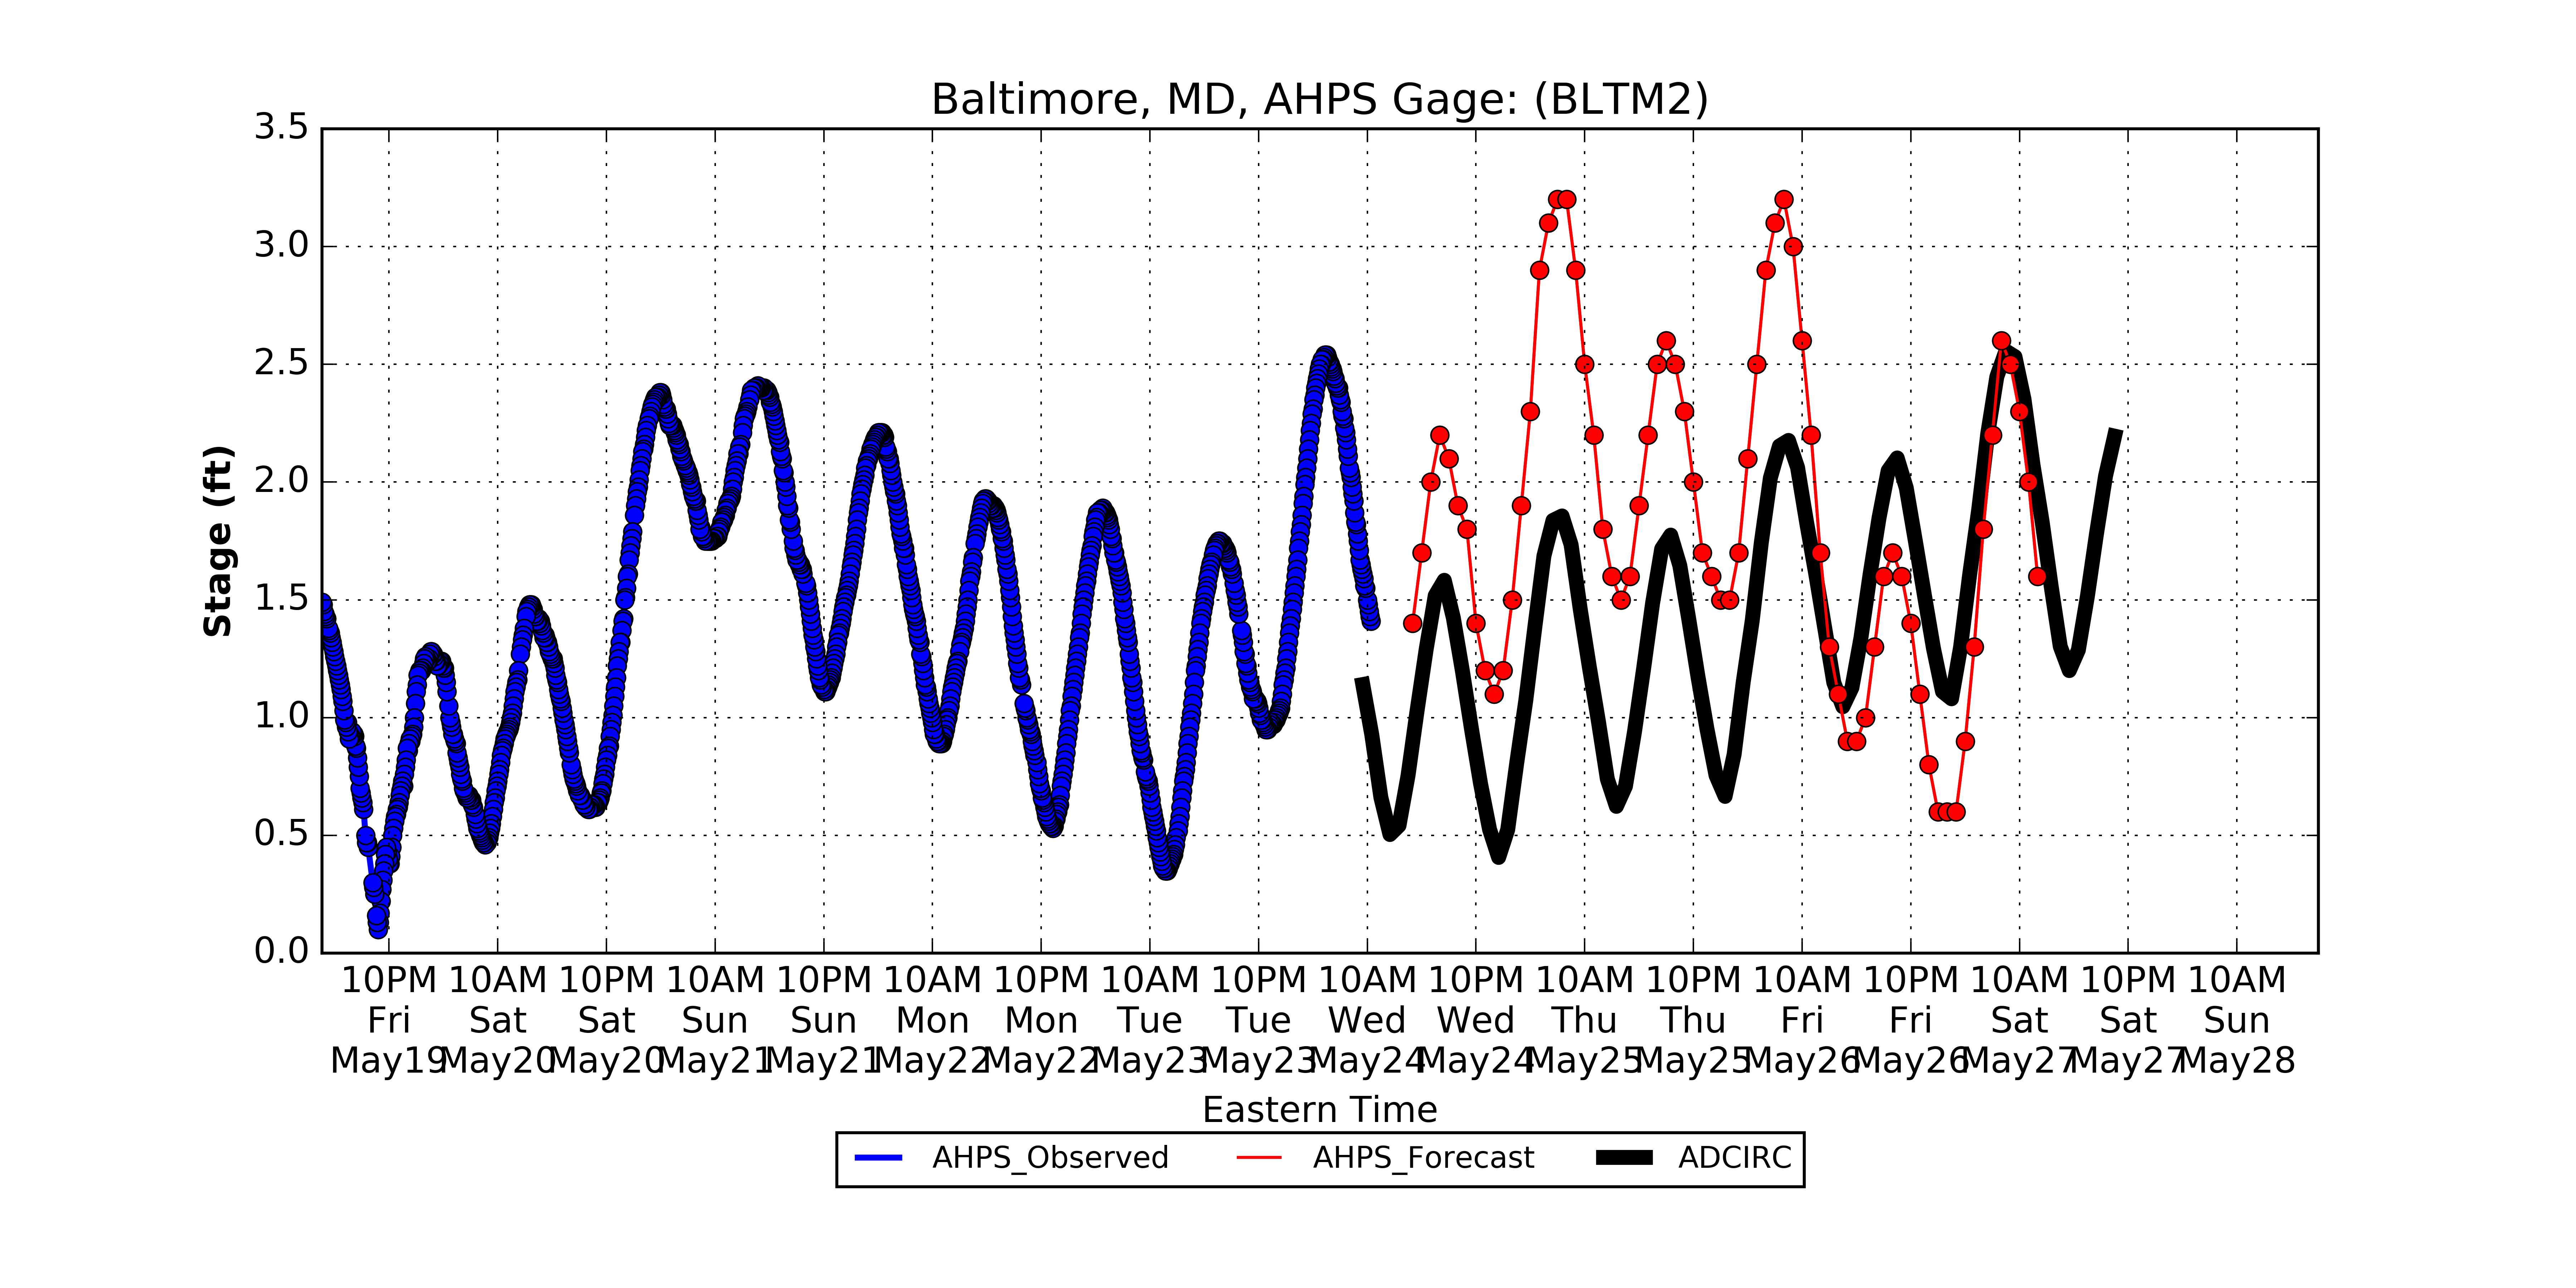 Baltimore, MD, AHPS Gage: (BLTM2)
3.5
3.0
2.5
2.0
1.5
1.0
0.5
0.0
Stage (ft)
10PM 10AM 10PM 10AM 10PM 10AM 10PM 10AM 10PM 10AM 10PM 10AM 10PM 10AM 10PM 10AM 10PM 10AM
Fri Sat Sat Sun Sun Mon Mon Tue Tue Wed Wed Thu Thu Fri Fri Sat Sat Sun
May19 May20 May20 May21 May21 May22 May22 May23 May23 May24 May24 May25 May25 May26 May26 May27 May27 May28
Eastern Time
AHPS_Observed AHPS_Forecast ADCIRC